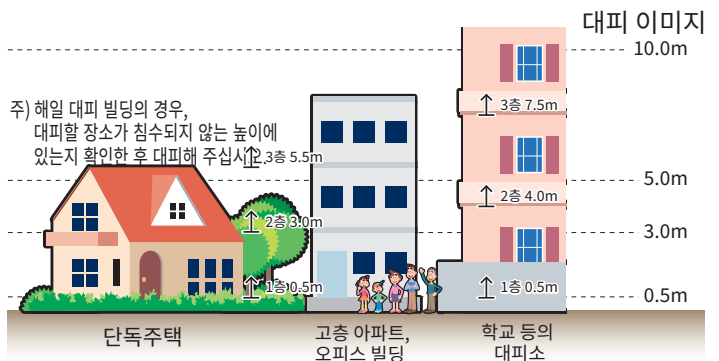 대피 이미지
10.0m
주) 해일 대피 빌딩의 경우,
대피할 장소가 침수되지 않는 높이에
있는지 확인한 후 대피해 주십시오.
3층 7.5m
3층 5.5m
5.0m
2층 4.0m
2층 3.0m
3.0m
1층 0.5m
1층 0.5m
0.5m
단독주택
고층 아파트,
오피스 빌딩
학교 등의
대피소